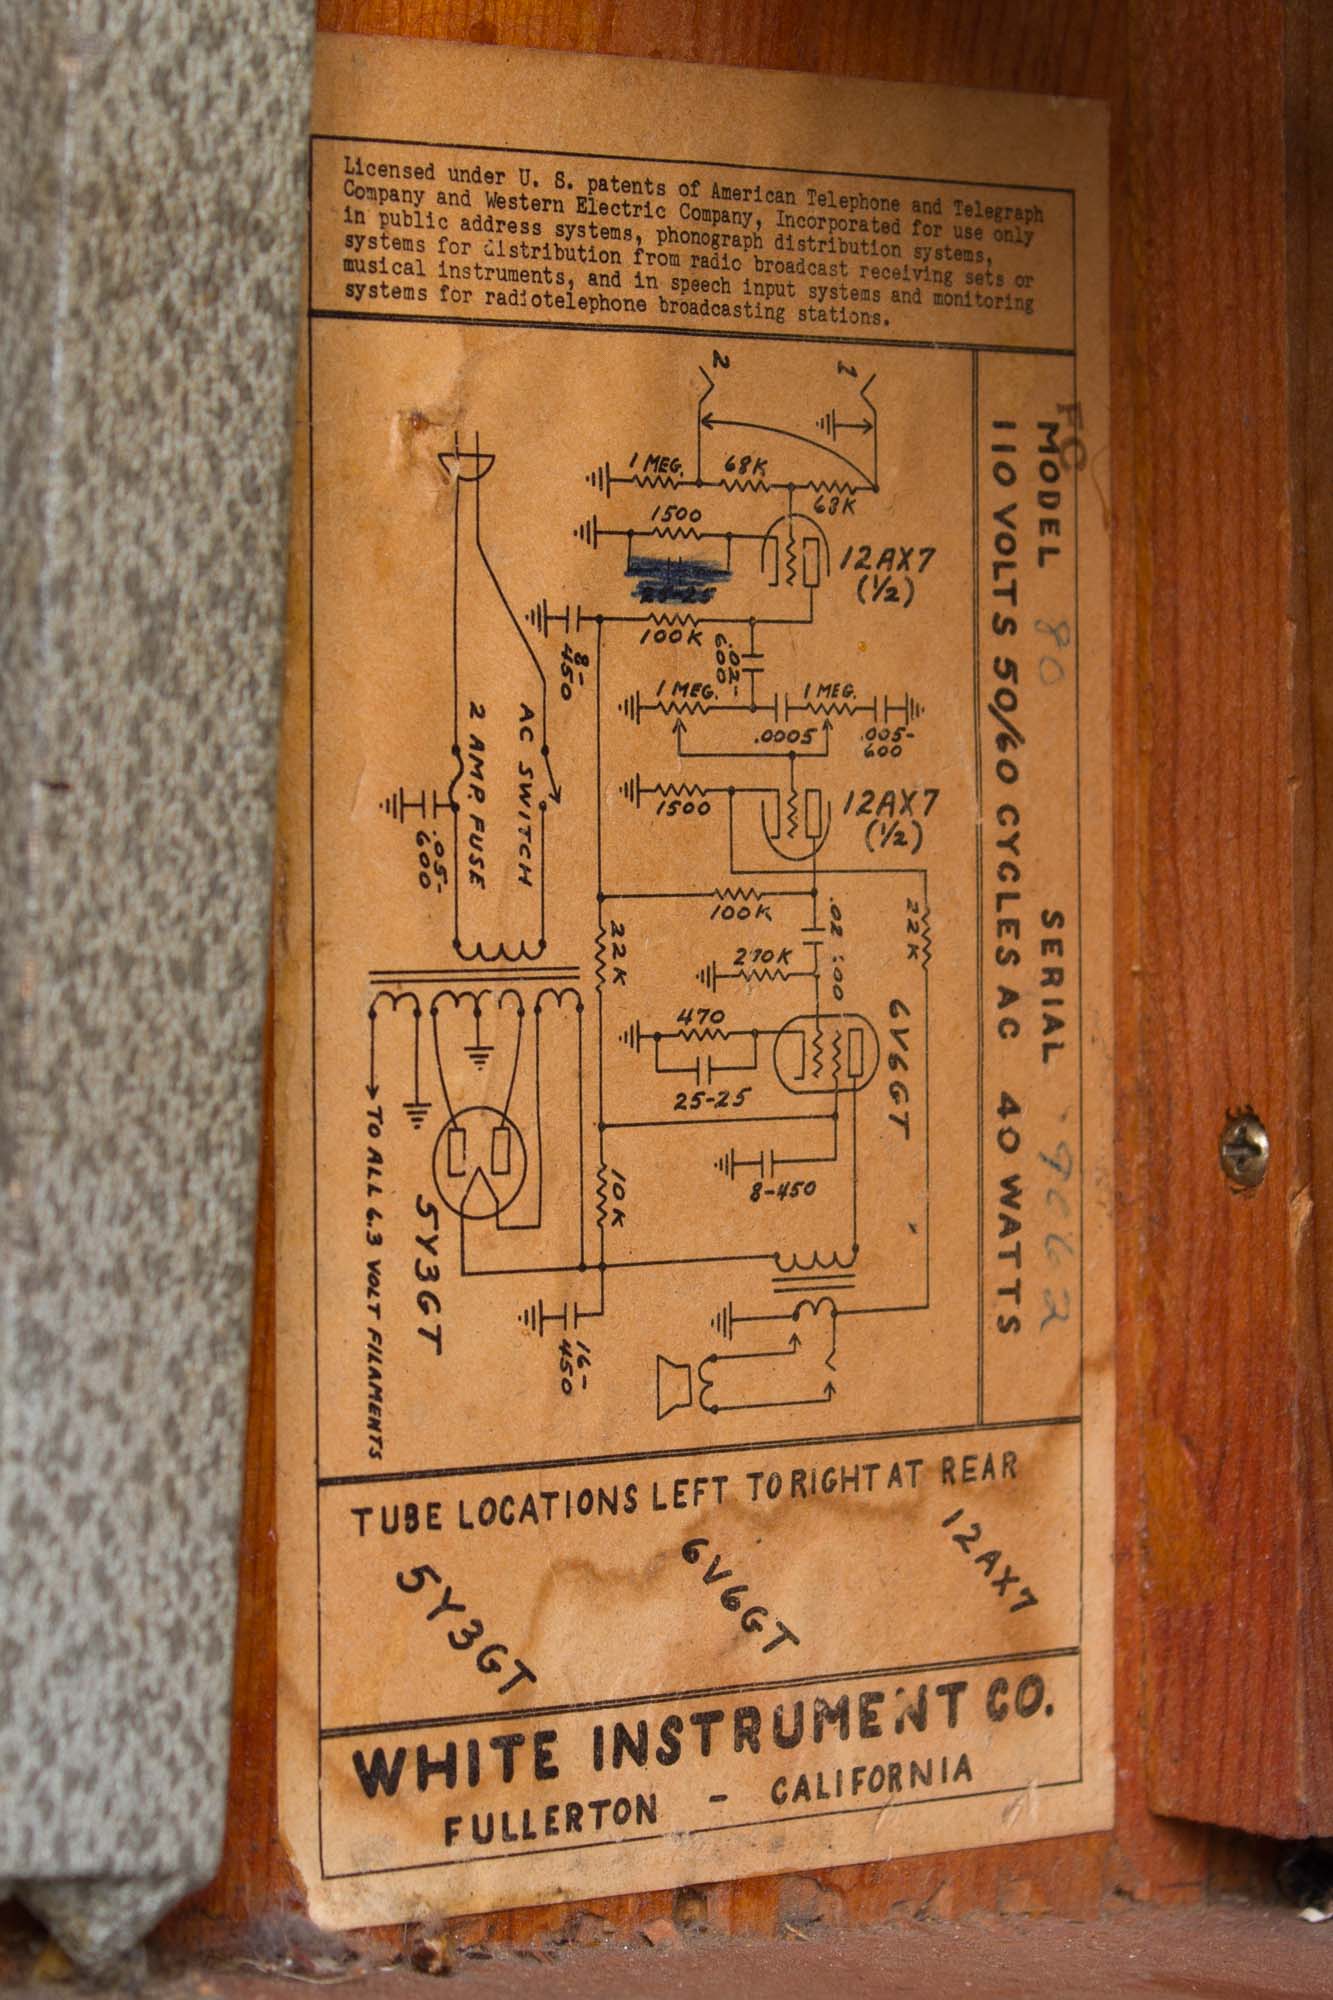 Licensed under U. S. patents of American Telephone and Telegraph
Company and Western Electric Company, Incorporated for use only
in public address systems, phonograph distribution systems,
systems for distribution from radio broadcast receiving sets or
musical instruments, and in speech input systems and monitoring
systems for radiotelephone broadcasting stations.
MODEL 80 SERIAL
110 VOLTS 50/60 CYCLES AC 40 WATTS
2
1
1 MEG.
68K
68K
1500
12AX7
(½)
100K
8-
450
.02-
600
1 MEG.
1 MEG.
.0005
.005-
600
1500
12AX7
(½)
AC SWITCH
2 AMP. FUSE
.05-
600
100K
22K
.02
22K
270K
470
25-25
6V6GT
8-450
10K
5Y3GT
16-
450
TO ALL 6.3 VOLT FILAMENTS
TUBE LOCATIONS LEFT TO RIGHT AT REAR
5Y3GT
6V6GT
12AX7
WHITE INSTRUMENT CO.
FULLERTON - CALIFORNIA